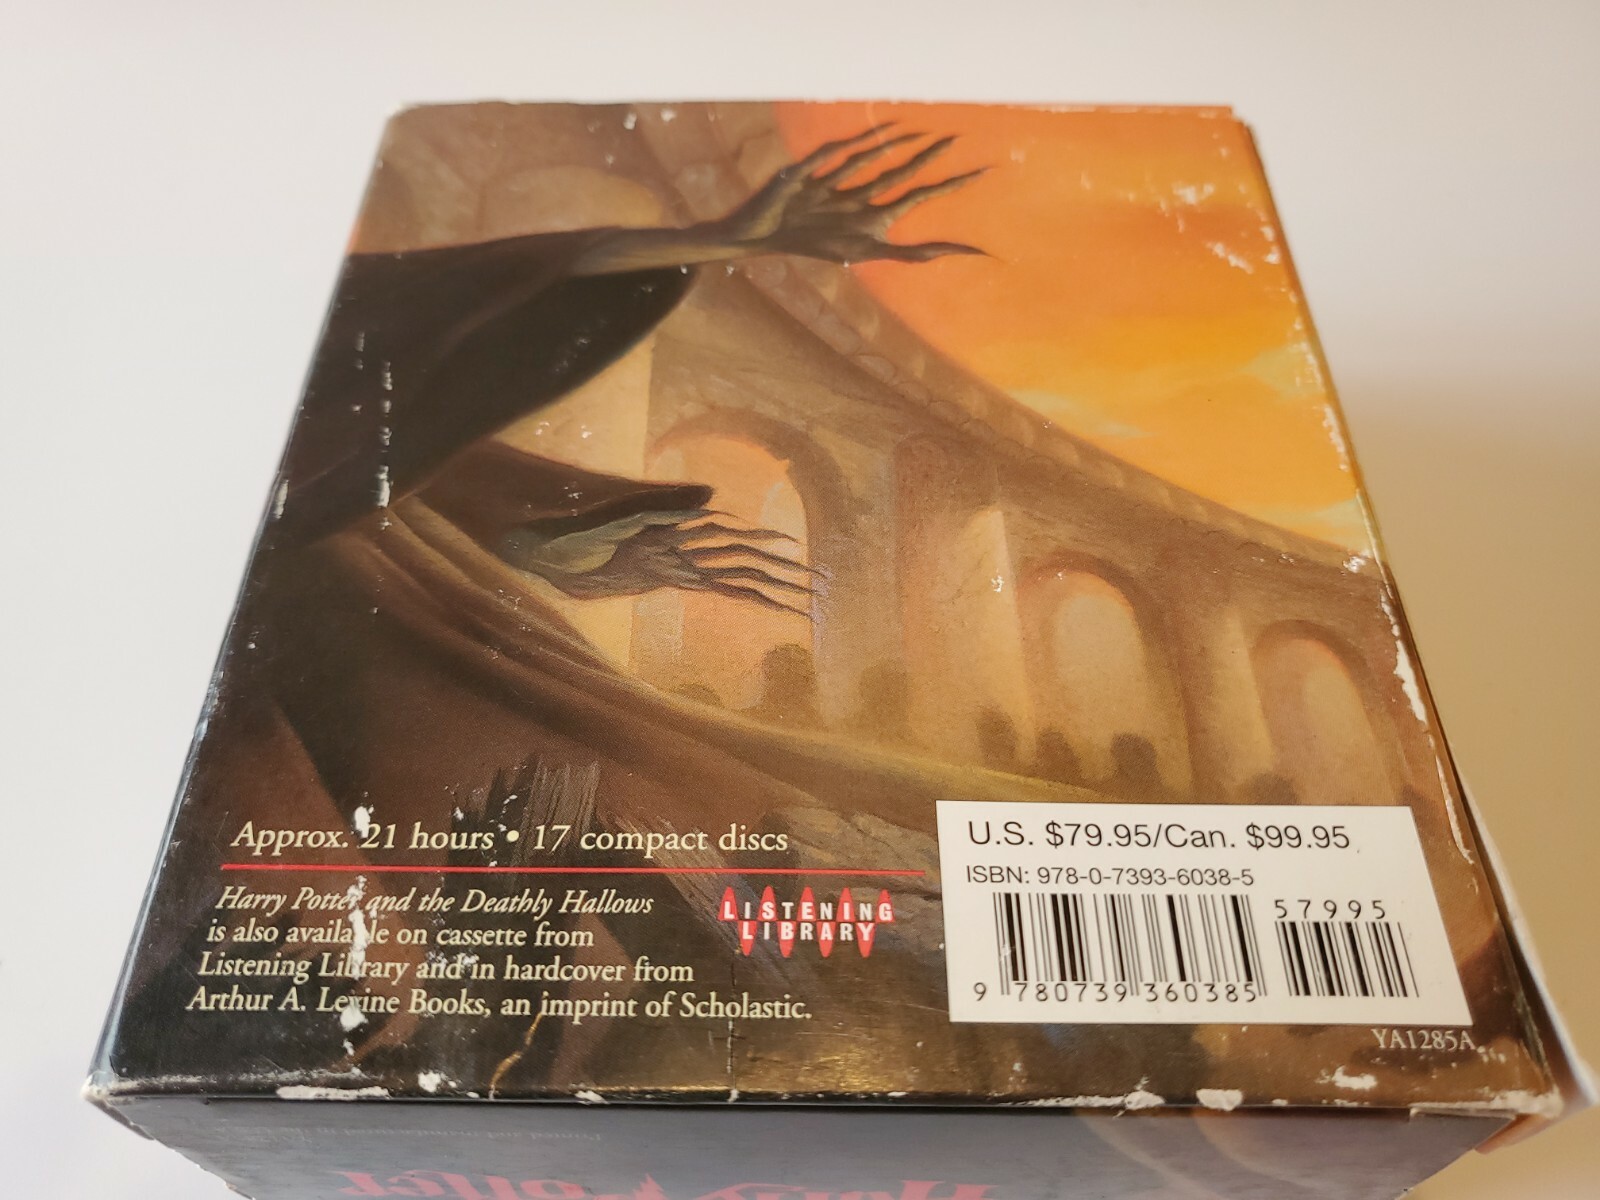 Approx. 21 hours • 17 compact discs
Harry Potter and the Deathly Hallows
is also available on cassette from
Listening Library and in hardcover from
Arthur A. Levine Books, an imprint of Scholastic.
LISTENING
LIBRARY
U.S. $79.95/Can. $99.95
ISBN: 978-0-7393-6038-5
57995
9 780739 360385
YA1285A
Harry Potter